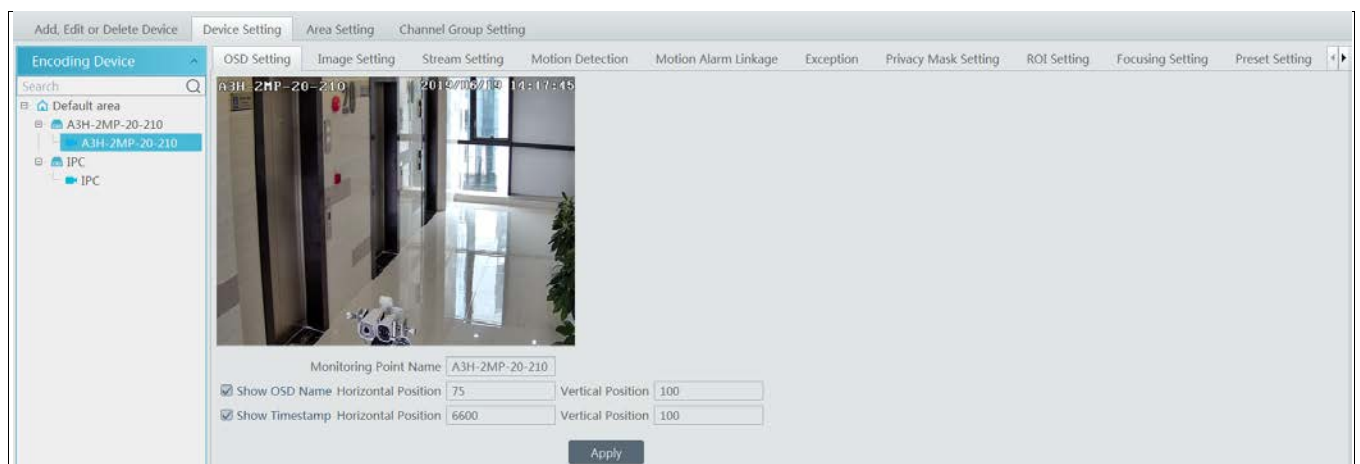 Add, Edit or Delete Device Device Setting Area Setting Channel Group Setting
Encoding Device OSD Setting Image Setting Stream Setting Motion Detection Motion Alarm Linkage Exception Privacy Mask Setting ROI Setting Focusing Setting Preset Setting
Search
Default area
A3H-2MP-20-210
A3H-2MP-20-210
IPC
IPC
A3H-2MP-20-210 2019/06/19 14:17:45
Monitoring Point Name A3H-2MP-20-210
Show OSD Name Horizontal Position 75 Vertical Position 100
Show Timestamp Horizontal Position 6600 Vertical Position 100
Apply